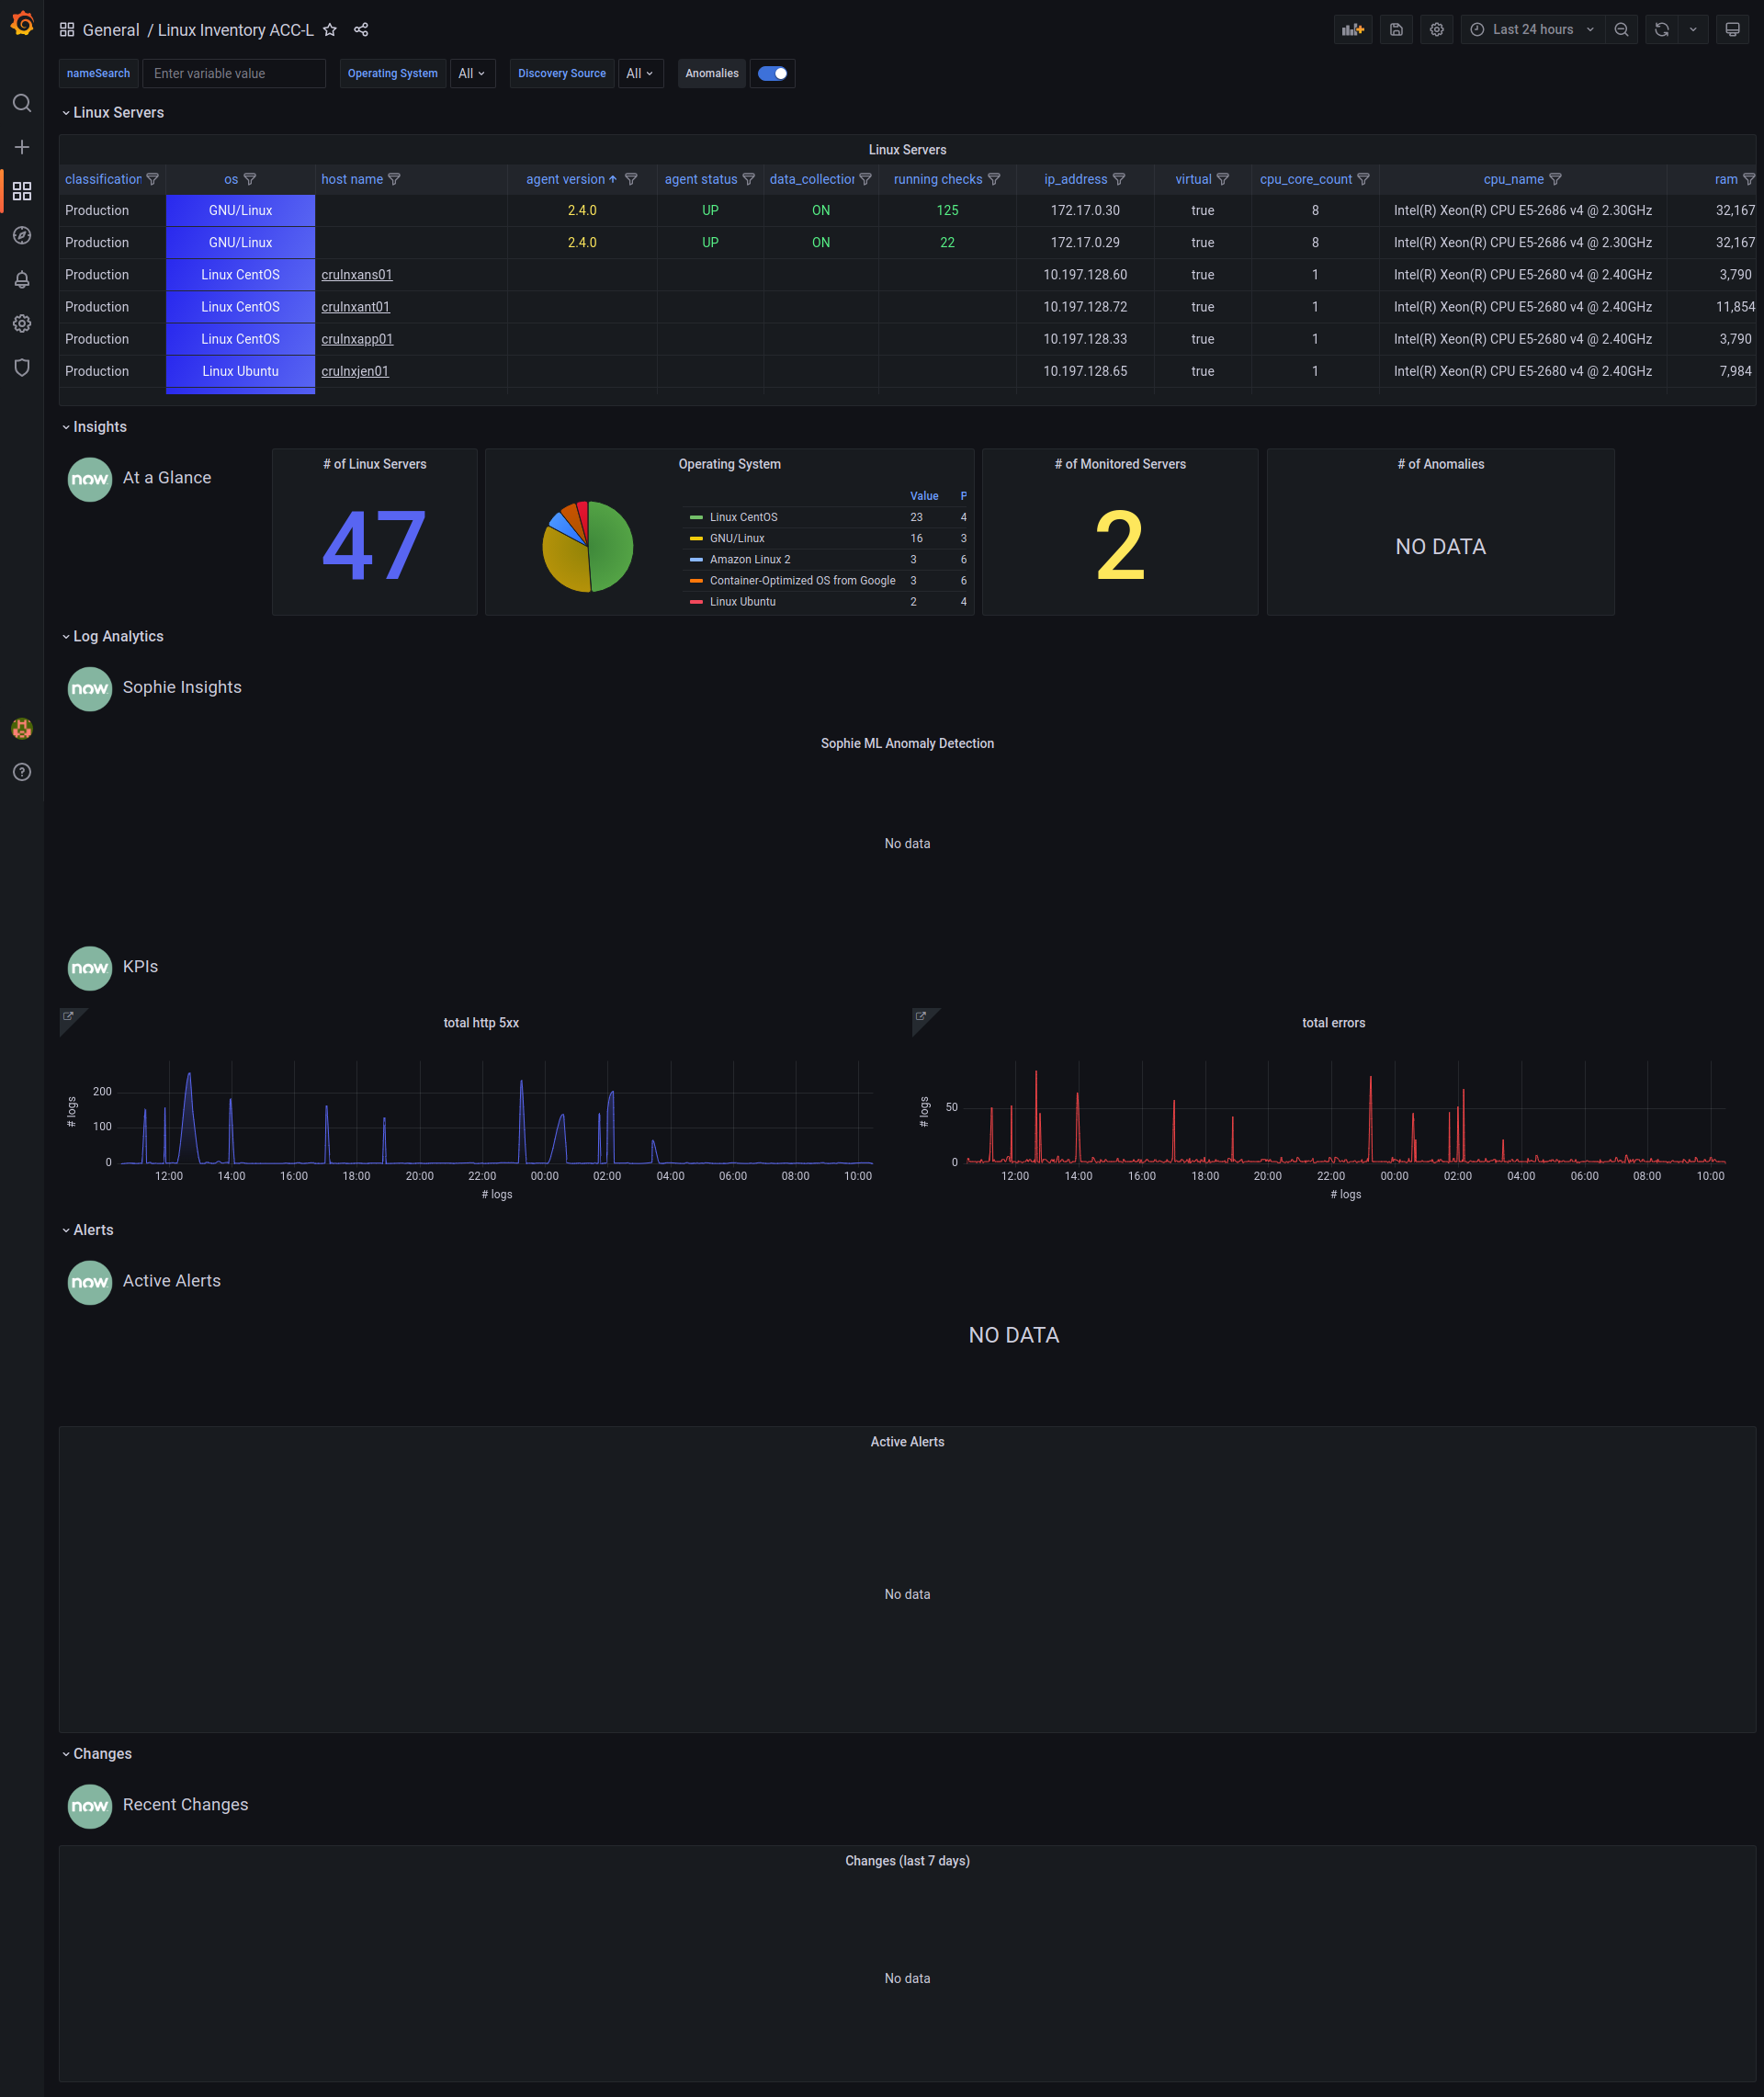 General / Linux Inventory ACC-L
Last 24 hours
nameSearch Enter variable value Operating System All Discovery Source All Anomalies
Linux Servers
Linux Servers
classification os host name agent version agent status data_collection running checks ip_address virtual cpu_core_count cpu_name ram
Production GNU/Linux 2.4.0 UP ON 125 172.17.0.30 true 8 Intel(R) Xeon(R) CPU E5-2686 v4 @ 2.30GHz 32,167
Production GNU/Linux 2.4.0 UP ON 22 172.17.0.29 true 8 Intel(R) Xeon(R) CPU E5-2686 v4 @ 2.30GHz 32,167
Production Linux CentOS crulnxans01 10.197.128.60 true 1 Intel(R) Xeon(R) CPU E5-2680 v4 @ 2.40GHz 3,790
Production Linux CentOS crulnxant01 10.197.128.72 true 1 Intel(R) Xeon(R) CPU E5-2680 v4 @ 2.40GHz 11,854
Production Linux CentOS crulnxapp01 10.197.128.33 true 1 Intel(R) Xeon(R) CPU E5-2680 v4 @ 2.40GHz 3,790
Production Linux Ubuntu crulnxjen01 10.197.128.65 true 1 Intel(R) Xeon(R) CPU E5-2680 v4 @ 2.40GHz 7,984
Insights
now At a Glance
# of Linux Servers
47
Operating System
Value P
Linux CentOS 23 4
GNU/Linux 16 3
Amazon Linux 2 3 6
Container-Optimized OS from Google 3 6
Linux Ubuntu 2 4
# of Monitored Servers
2
# of Anomalies
NO DATA
Log Analytics
now Sophie Insights
Sophie ML Anomaly Detection
No data
now KPIs
total http 5xx
# logs
200
100
0
12:00 14:00 16:00 18:00 20:00 22:00 00:00 02:00 04:00 06:00 08:00 10:00
# logs
total errors
# logs
50
0
12:00 14:00 16:00 18:00 20:00 22:00 00:00 02:00 04:00 06:00 08:00 10:00
# logs
Alerts
now Active Alerts
NO DATA
Active Alerts
No data
Changes
now Recent Changes
Changes (last 7 days)
No data